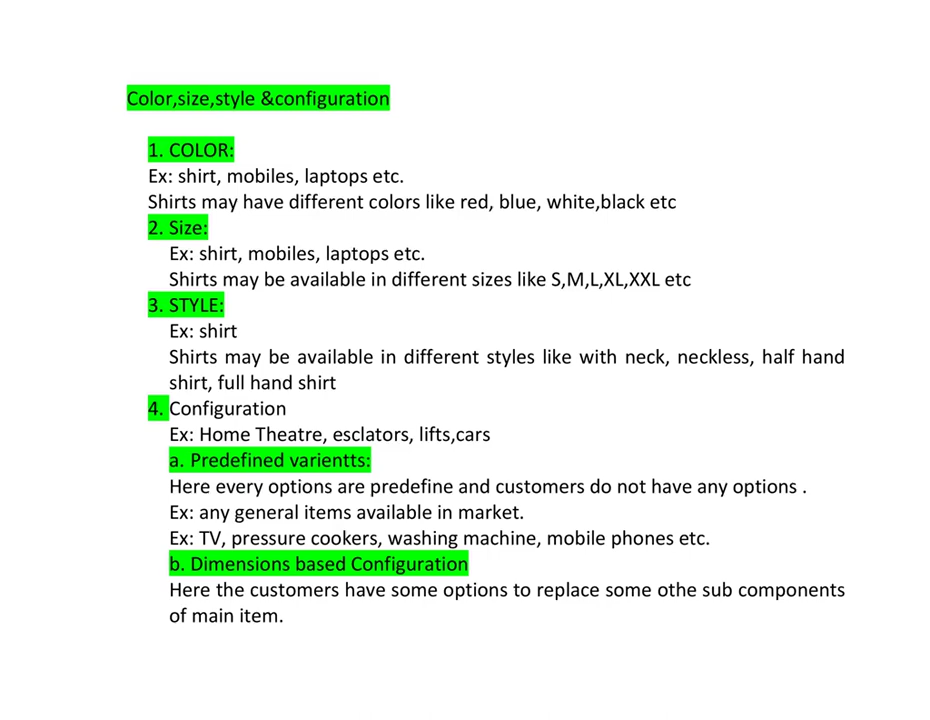 Color,size,style &configuration
1. COLOR:
Ex: shirt, mobiles, laptops etc.
Shirts may have different colors like red, blue, white,black etc
2. Size:
Ex: shirt, mobiles, laptops etc.
Shirts may be available in different sizes like S,M,L,XL,XXL etc
3. STYLE:
Ex: shirt
Shirts may be available in different styles like with neck, neckless, half hand
shirt, full hand shirt
4. Configuration
Ex: Home Theatre, esclators, lifts,cars
a. Predefined varientts:
Here every options are predefine and customers do not have any options .
Ex: any general items available in market.
Ex: TV, pressure cookers, washing machine, mobile phones etc.
b. Dimensions based Configuration
Here the customers have some options to replace some othe sub components
of main item.